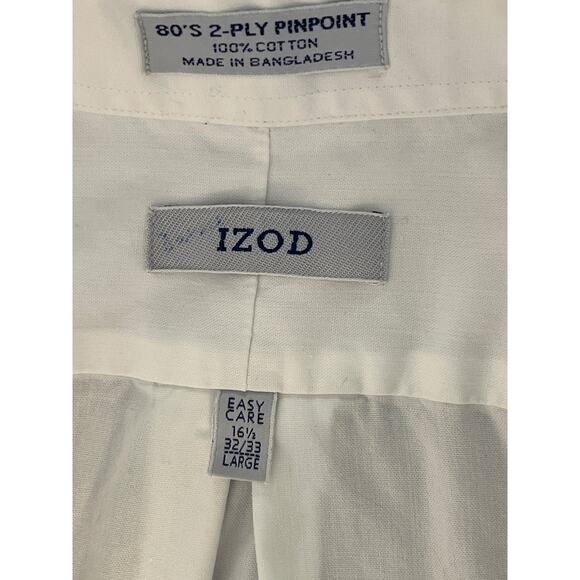 80'S 2-PLY PINPOINT
100% COTTON
MADE IN BANGLADESH
IZOD
EASY
CARE
16½
32/33
LARGE